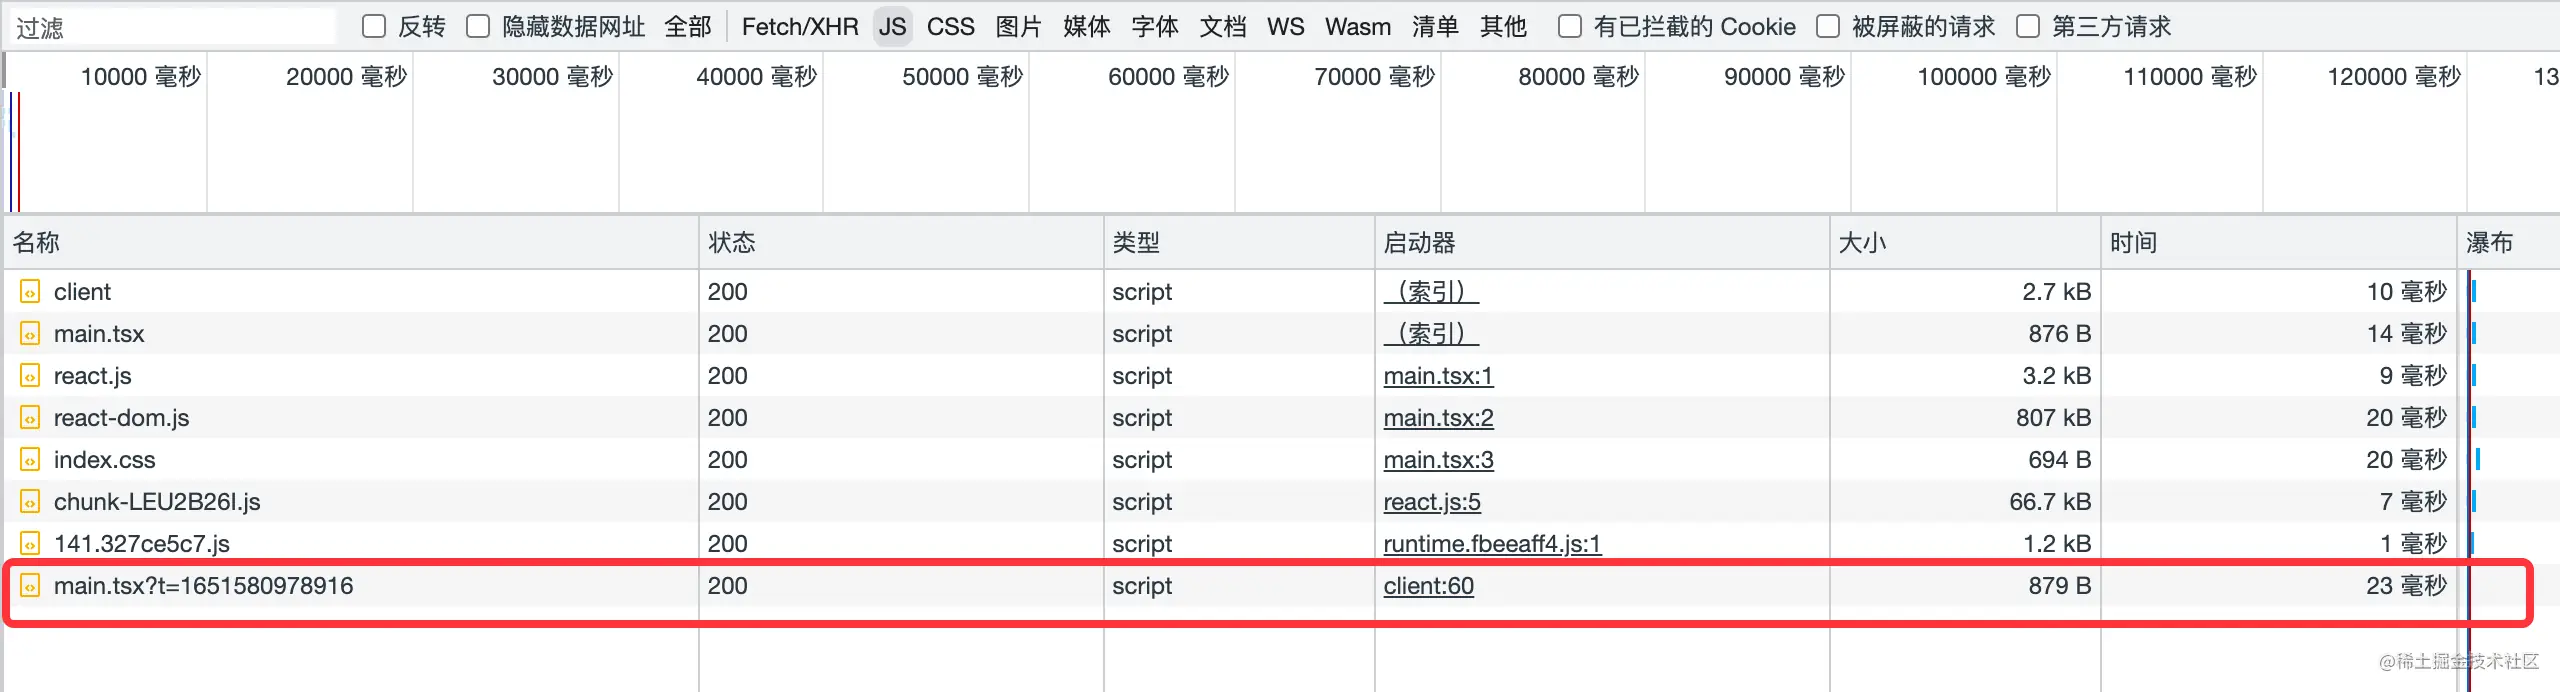 过滤 反转 隐藏数据网址 全部 Fetch/XHR JS CSS 图片 媒体 字体 文档 WS Wasm 清单 其他 有已拦截的 Cookie 被屏蔽的请求 第三方请求
10000 毫秒 20000 毫秒 30000 毫秒 40000 毫秒 50000 毫秒 60000 毫秒 70000 毫秒 80000 毫秒 90000 毫秒 100000 毫秒 110000 毫秒 120000 毫秒 13
名称 状态 类型 启动器 大小 时间 瀑布
client 200 script （索引） 2.7 kB 10 毫秒
main.tsx 200 script （索引） 876 B 14 毫秒
react.js 200 script main.tsx:1 3.2 kB 9 毫秒
react-dom.js 200 script main.tsx:2 807 kB 20 毫秒
index.css 200 script main.tsx:3 694 B 20 毫秒
chunk-LEU2B26I.js 200 script react.js:5 66.7 kB 7 毫秒
141.327ce5c7.js 200 script runtime.fbeeaff4.js:1 1.2 kB 1 毫秒
main.tsx?t=1651580978916 200 script client:60 879 B 23 毫秒
@稀土掘金技术社区